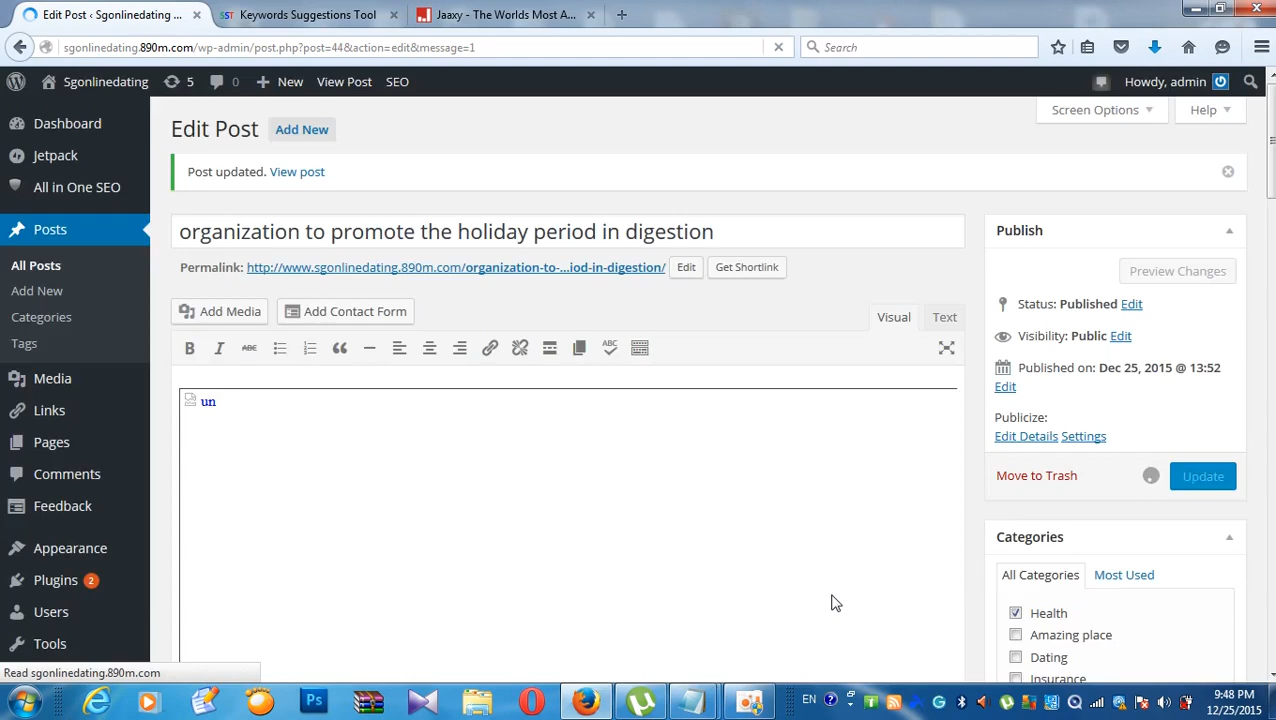 Edit Post ‹ Sgonlinedating ...
Keywords Suggestions Tool
Jaaxy - The Worlds Most A...
sgonlinedating.890m.com/wp-admin/post.php?post=44&action=edit&message=1
Search
Sgonlinedating
5
0
New
View Post
SEO
Howdy, admin
Screen Options
Help
Dashboard
Jetpack
All in One SEO
Posts
All Posts
Add New
Categories
Tags
Media
Links
Pages
Comments
Feedback
Appearance
Plugins 2
Users
Tools
Edit Post
Add New
Post updated. View post
organization to promote the holiday period in digestion
Permalink: http://www.sgonlinedating.890m.com/organization-to-...iod-in-digestion/
Edit
Get Shortlink
Add Media
Add Contact Form
Visual
Text
B I ABC
ABC
un
Publish
Preview Changes
Status: Published Edit
Visibility: Public Edit
Published on: Dec 25, 2015 @ 13:52
Edit
Publicize:
Edit Details Settings
Move to Trash
Update
Categories
All Categories
Most Used
Health
Amazing place
Dating
Insurance
Read sgonlinedating.890m.com
Ps
EN
9:48 PM
12/25/2015